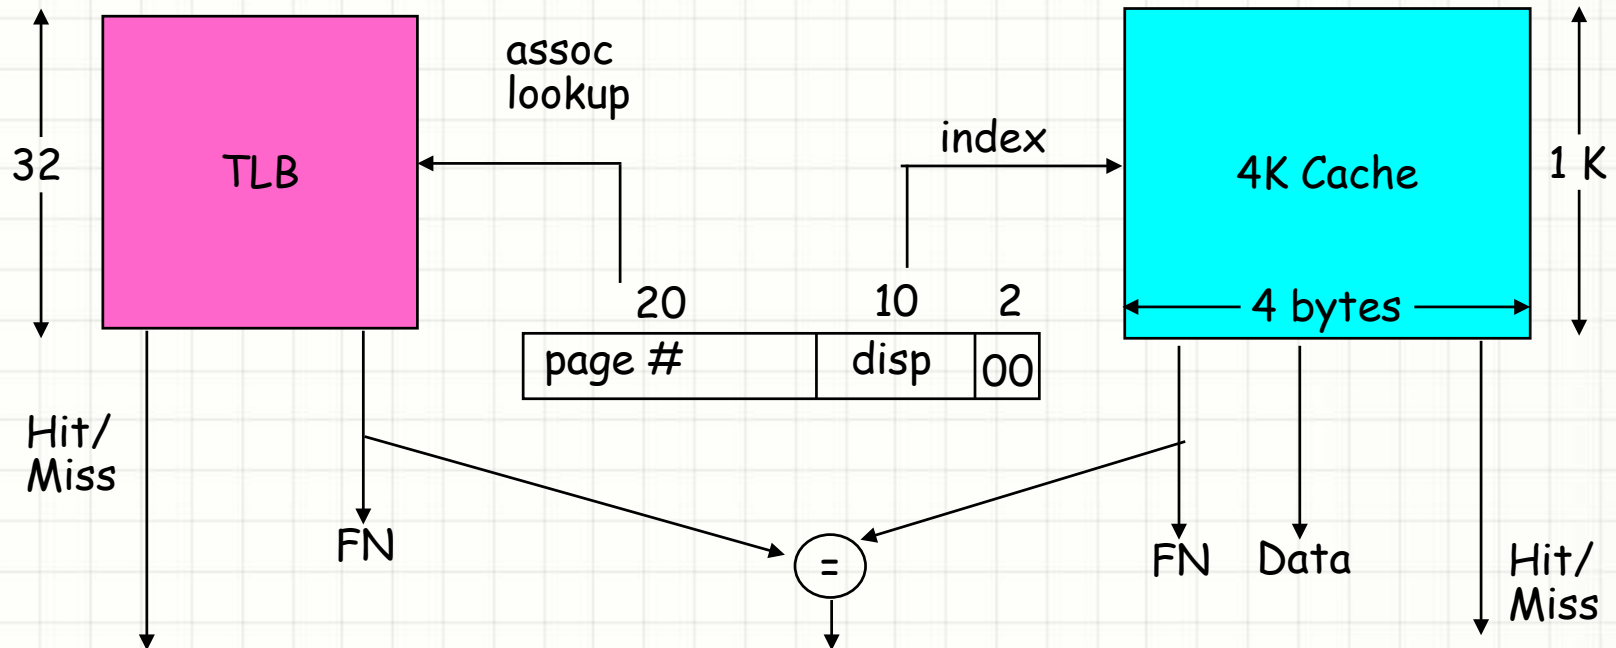 assoc
lookup
index
32
TLB
4K Cache
1 K
20
10
2
4 bytes
page #
disp
00
Hit/
Miss
FN
=
FN
Data
Hit/
Miss